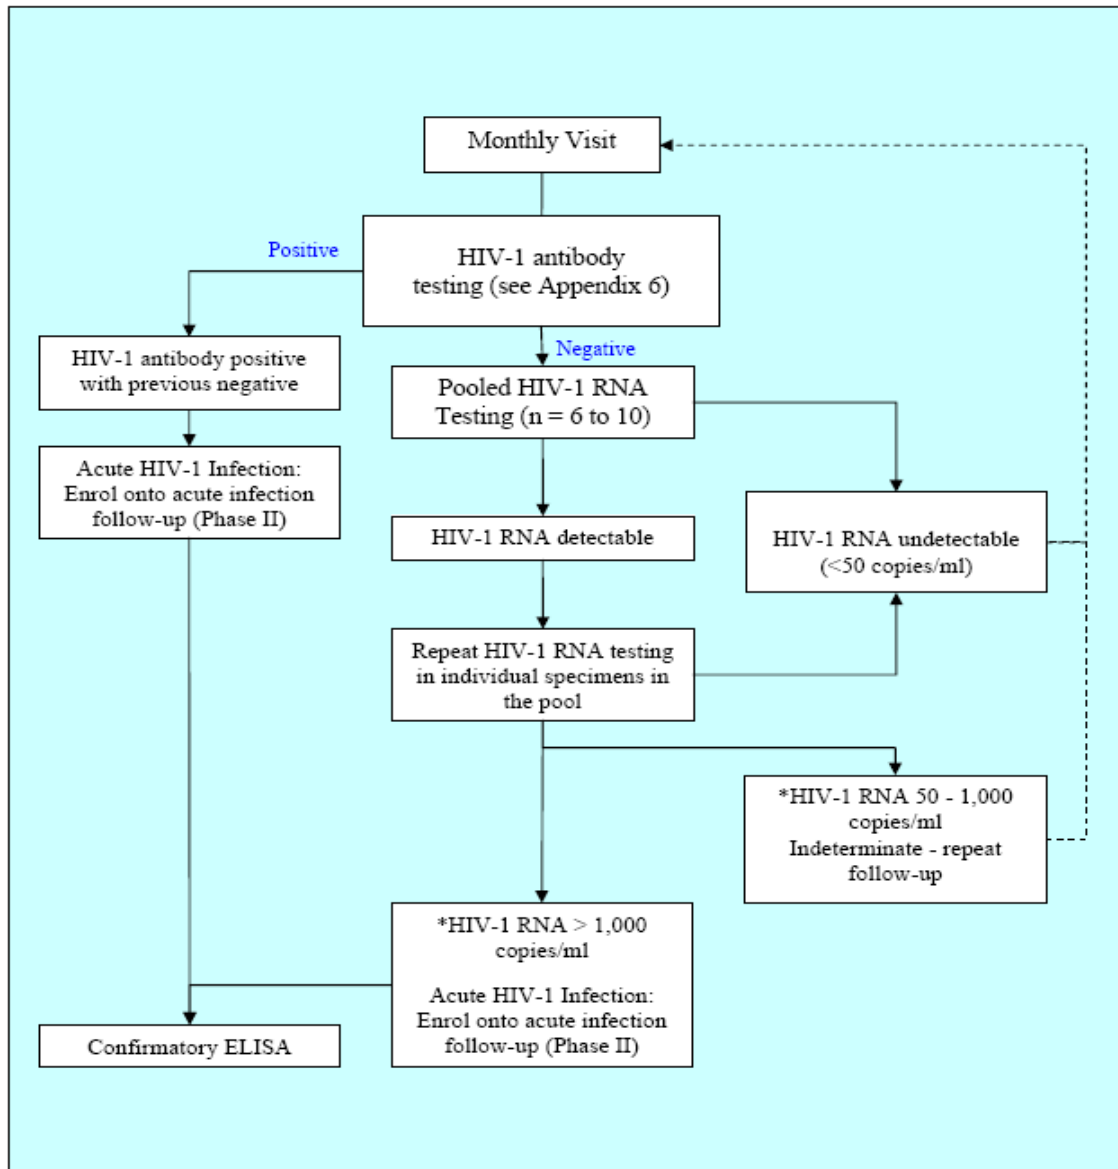 Monthly Visit
Positive
HIV-1 antibody
testing (see Appendix 6)
HIV-1 antibody positive
with previous negative
Negative
Pooled HIV-1 RNA
Testing (n = 6 to 10)
Acute HIV-1 Infection:
Enrol onto acute infection
follow-up (Phase II)
HIV-1 RNA detectable
HIV-1 RNA undetectable
(<50 copies/ml)
Repeat HIV-1 RNA testing
in individual specimens in
the pool
*HIV-1 RNA 50 - 1,000
copies/ml
Indeterminate - repeat
follow-up
*HIV-1 RNA > 1,000
copies/ml
Acute HIV-1 Infection:
Enrol onto acute infection
follow-up (Phase II)
Confirmatory ELISA